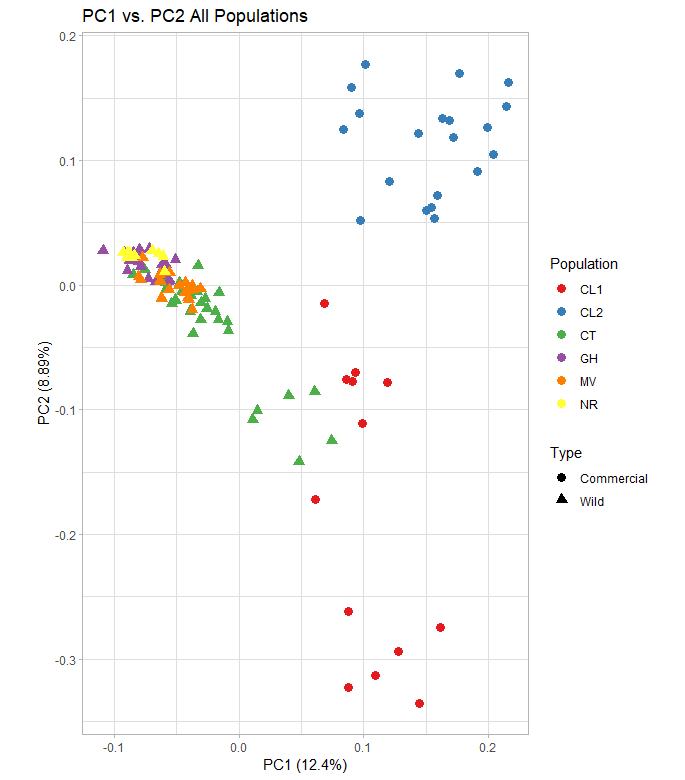 PC1 vs. PC2 All Populations
0.2
0.1
0.0
-0.1
-0.2
-0.3
PC2 (8.89%)
-0.1
0.0
0.1
0.2
PC1 (12.4%)
Population
CL1
CL2
CT
GH
MV
NR
Type
Commercial
Wild